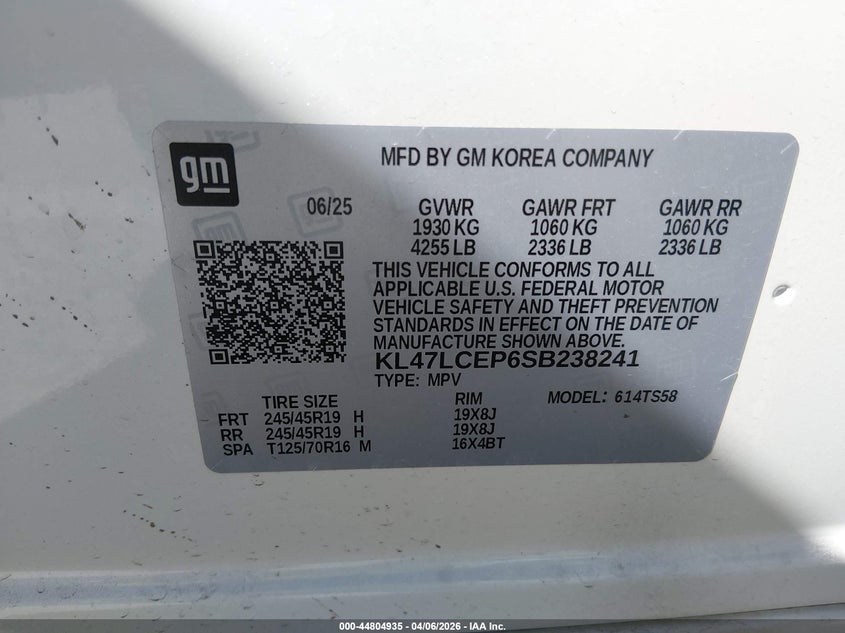 gm
MFD BY GM KOREA COMPANY
06/25 GVWR GAWR FRT GAWR RR
1930 KG 1060 KG 1060 KG
4255 LB 2336 LB 2336 LB
THIS VEHICLE CONFORMS TO ALL
APPLICABLE U.S. FEDERAL MOTOR
VEHICLE SAFETY AND THEFT PREVENTION
STANDARDS IN EFFECT ON THE DATE OF
MANUFACTURE SHOWN ABOVE.
KL47LCEP6SB238241
TYPE: MPV
TIRE SIZE RIM MODEL: 614TS58
FRT 245/45R19 H 19X8J
RR 245/45R19 H 19X8J
SPA T125/70R16 M 16X4BT
000-44804935 - 04/06/2026 - IAA Inc.